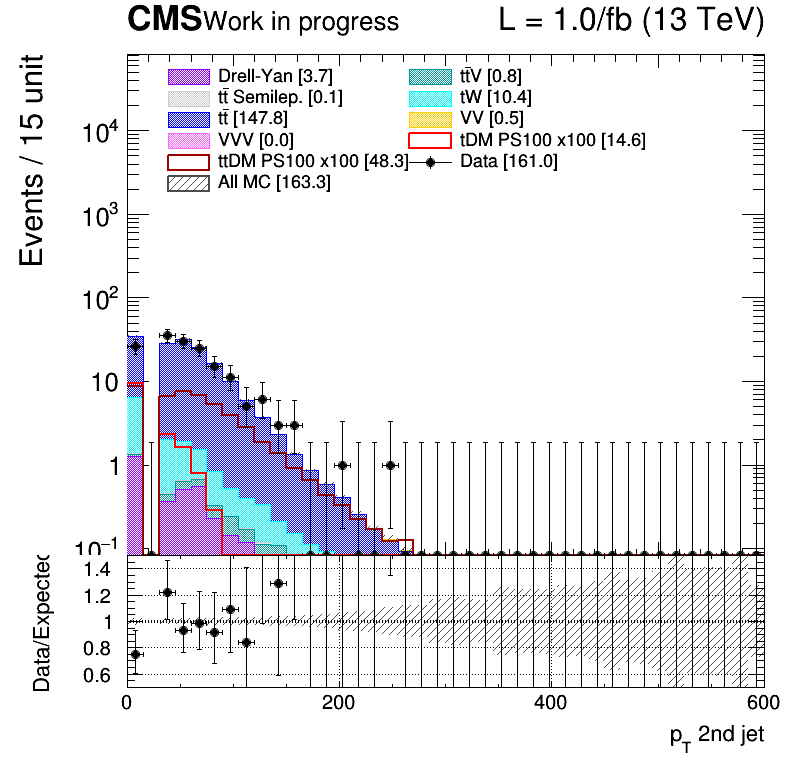 CMS Work in progress L = 1.0/fb (13 TeV)
Drell-Yan [3.7] tt̄V [0.8]
tt̄ Semilep. [0.1] tW [10.4]
tt̄ [147.8] VV [0.5]
VVV [0.0] tDM PS100 x100 [14.6]
ttDM PS100 x100 [48.3] Data [161.0]
All MC [163.3]
Events / 15 unit
10⁴
10³
10²
10
1
10⁻¹
Data/Expected
1.4
1.2
1
0.8
0.6
0 200 400 600
p_T 2nd jet